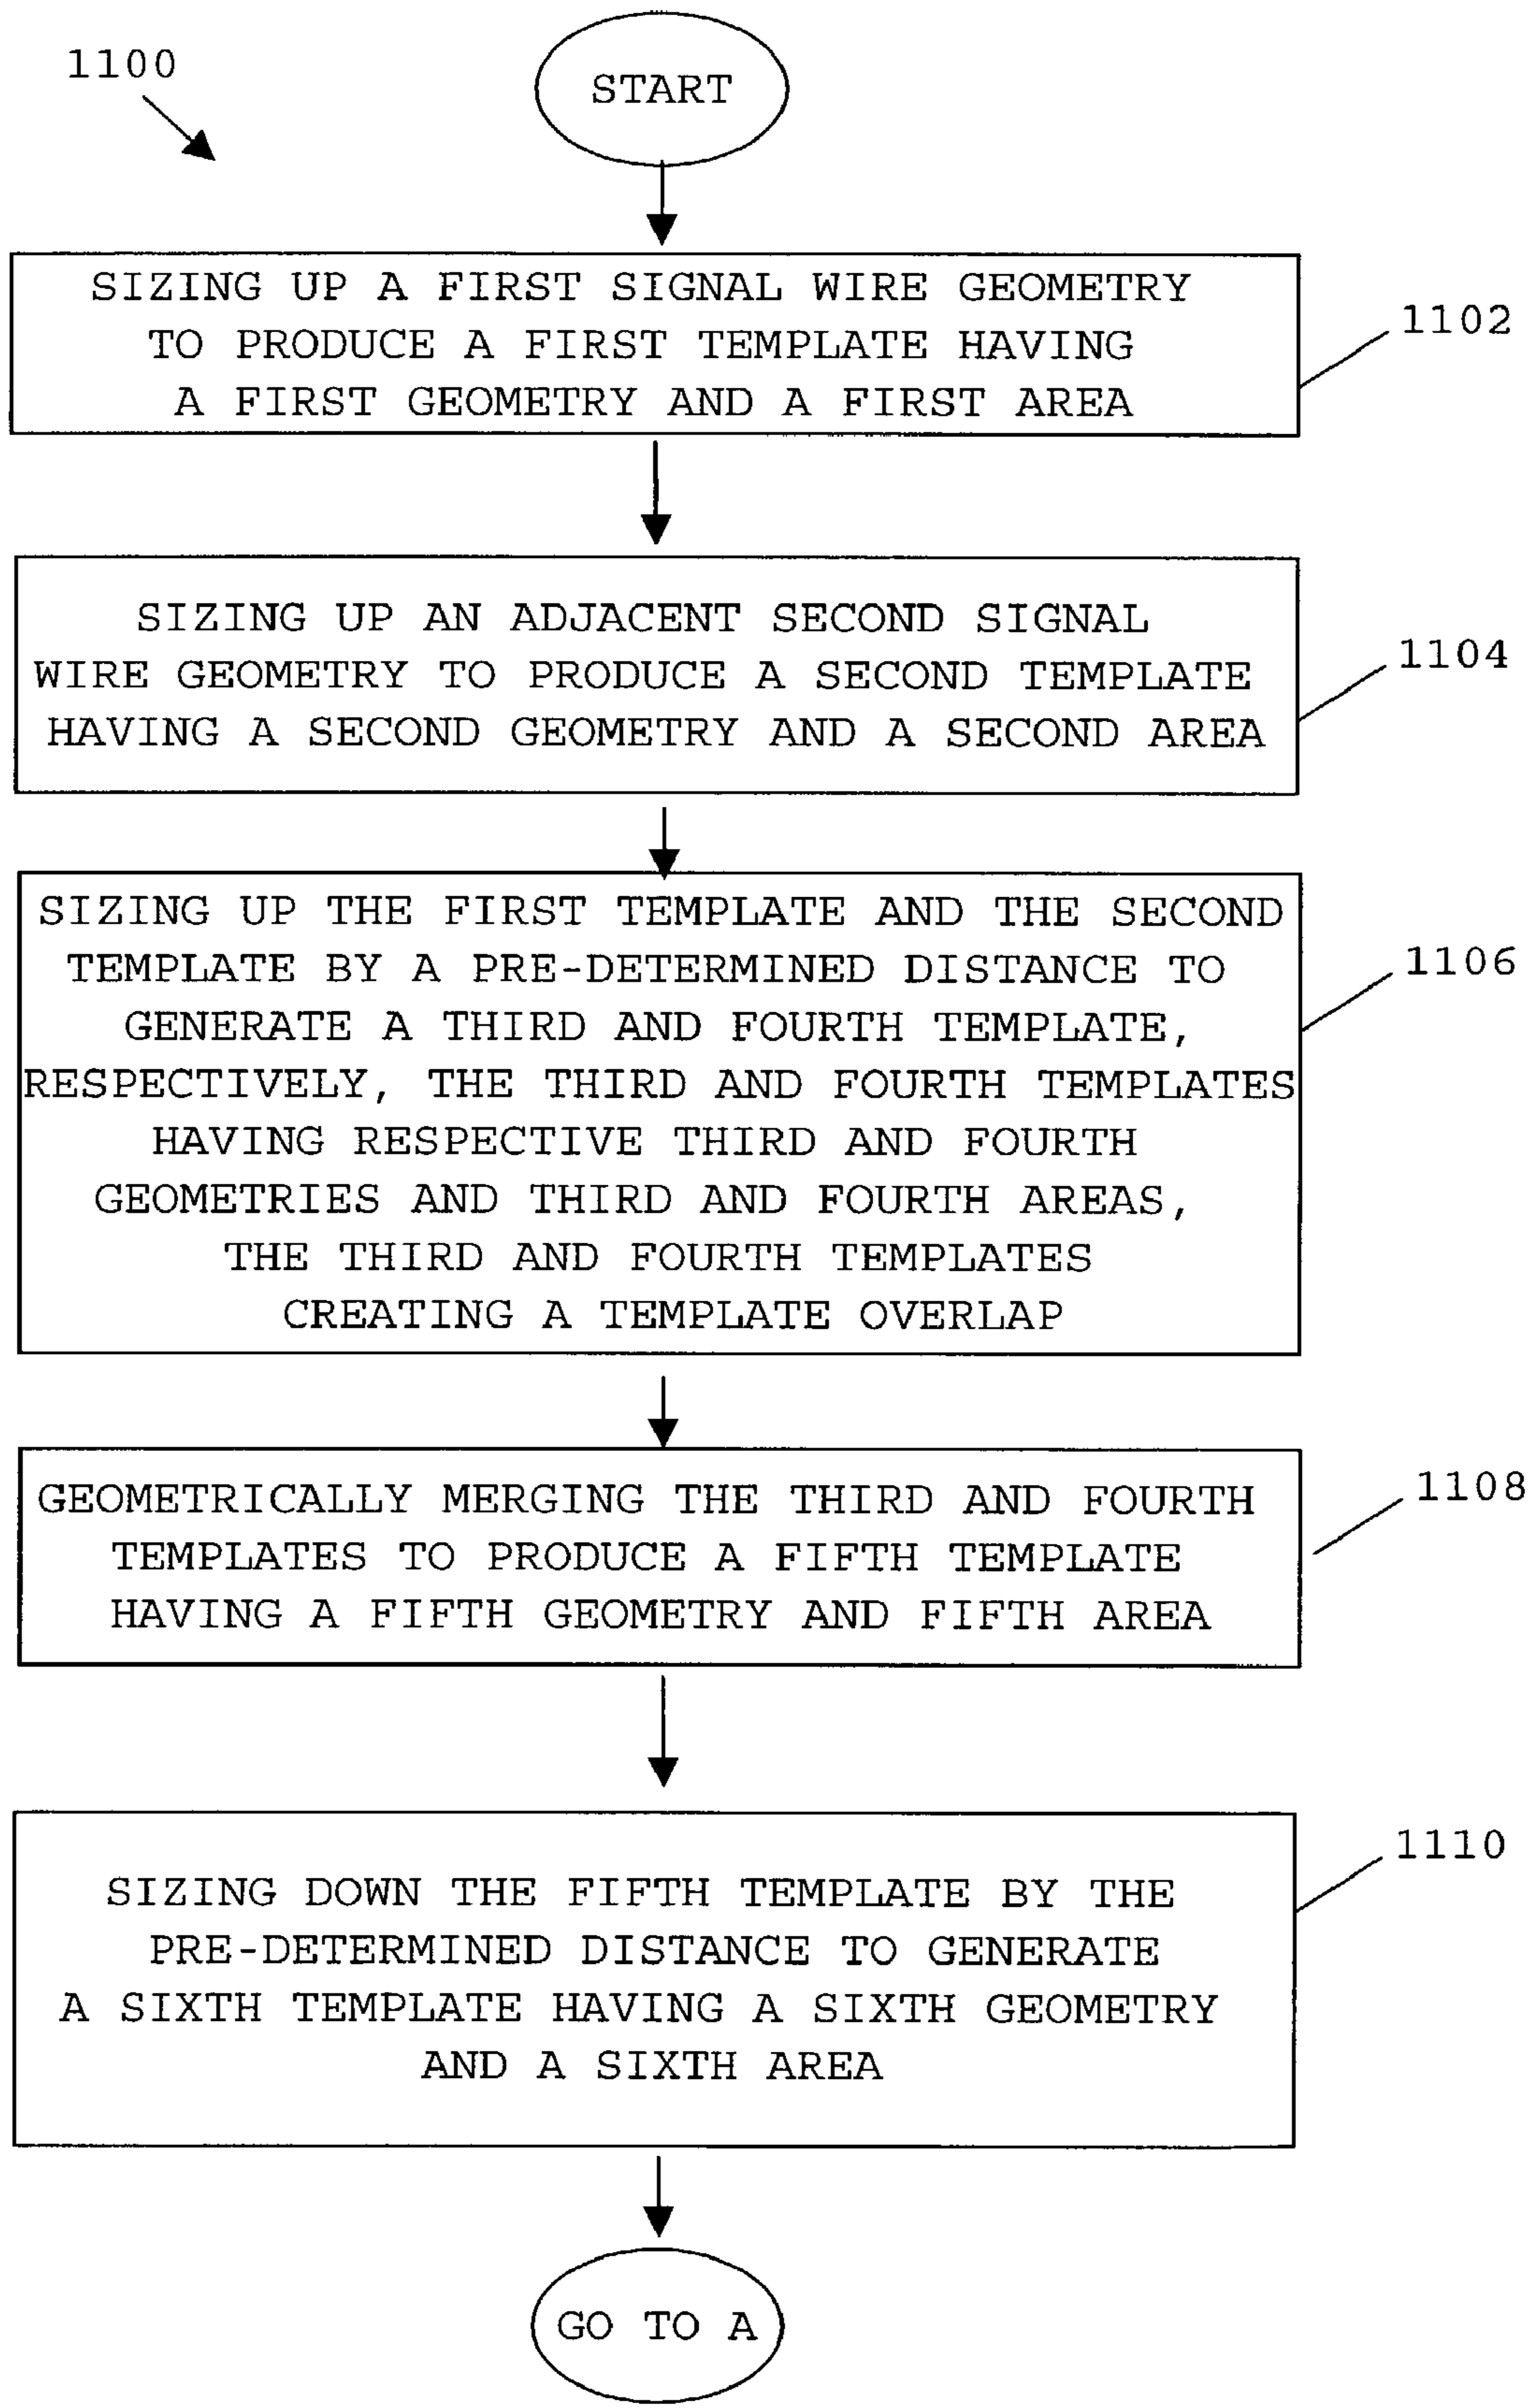 1100
START
SIZING UP A FIRST SIGNAL WIRE GEOMETRY
TO PRODUCE A FIRST TEMPLATE HAVING
A FIRST GEOMETRY AND A FIRST AREA
1102
SIZING UP AN ADJACENT SECOND SIGNAL
WIRE GEOMETRY TO PRODUCE A SECOND TEMPLATE
HAVING A SECOND GEOMETRY AND A SECOND AREA
1104
SIZING UP THE FIRST TEMPLATE AND THE SECOND
TEMPLATE BY A PRE-DETERMINED DISTANCE TO
GENERATE A THIRD AND FOURTH TEMPLATE,
RESPECTIVELY, THE THIRD AND FOURTH TEMPLATES
HAVING RESPECTIVE THIRD AND FOURTH
GEOMETRIES AND THIRD AND FOURTH AREAS,
THE THIRD AND FOURTH TEMPLATES
CREATING A TEMPLATE OVERLAP
1106
GEOMETRICALLY MERGING THE THIRD AND FOURTH
TEMPLATES TO PRODUCE A FIFTH TEMPLATE
HAVING A FIFTH GEOMETRY AND FIFTH AREA
1108
SIZING DOWN THE FIFTH TEMPLATE BY THE
PRE-DETERMINED DISTANCE TO GENERATE
A SIXTH TEMPLATE HAVING A SIXTH GEOMETRY
AND A SIXTH AREA
1110
GO TO A